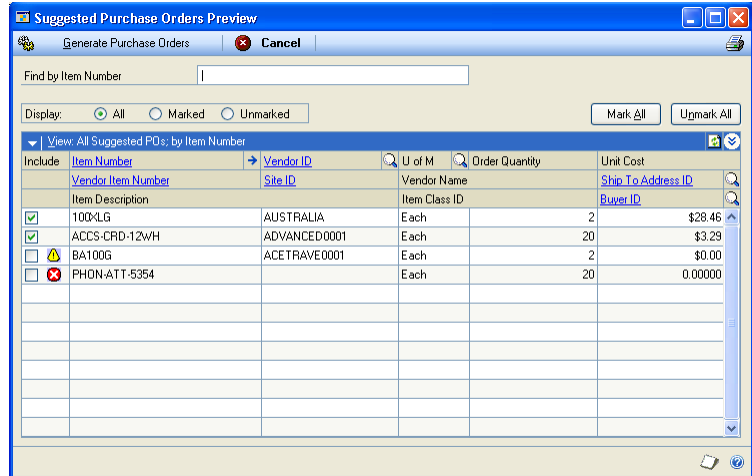 Suggested Purchase Orders Preview
Generate Purchase Orders Cancel
Find by Item Number
Display: All Marked Unmarked Mark All Unmark All
View: All Suggested POs; by Item Number
Include Item Number Vendor ID U of M Order Quantity Unit Cost
Vendor Item Number Site ID Vendor Name Ship To Address ID
Item Description Item Class ID Buyer ID
100XLG AUSTRALIA Each 2 $28.46
ACCS-CRD-12WH ADVANCED0001 Each 20 $3.29
BA100G ACETRAVE0001 Each 2 $0.00
PHON-ATT-5354 Each 20 0.00000